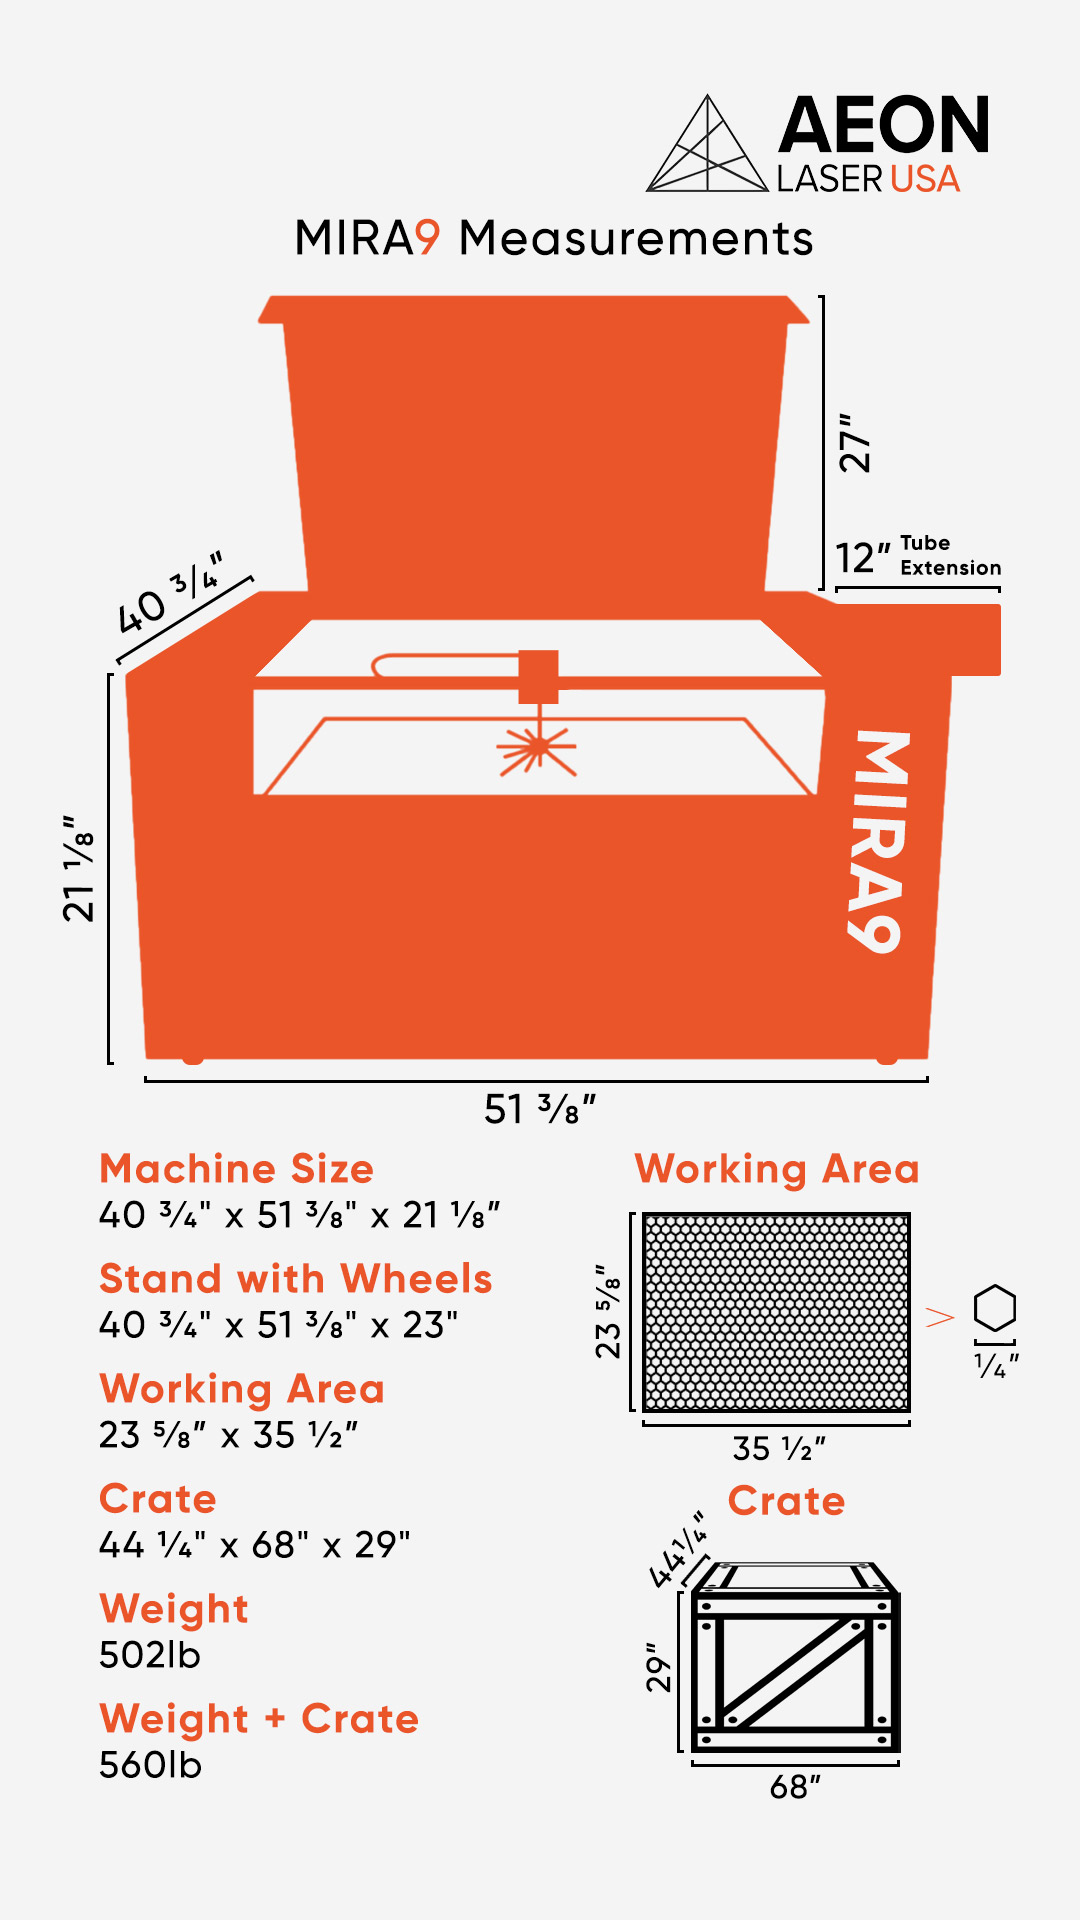 AEON
LASER USA
MIRA9 Measurements
27"
12" Tube
Extension
40 ¾"
MIRA9
21 ⅛"
51 ⅜"
Machine Size
40 ¾" x 51 ⅜" x 21 ⅛"
Stand with Wheels
40 ¾" x 51 ⅜" x 23"
Working Area
23 ⅝" x 35 ½"
Crate
44 ¼" x 68" x 29"
Weight
502lb
Weight + Crate
560lb
Working Area
23 ⅝"
>
¼"
35 ½"
Crate
44¼"
29"
68"